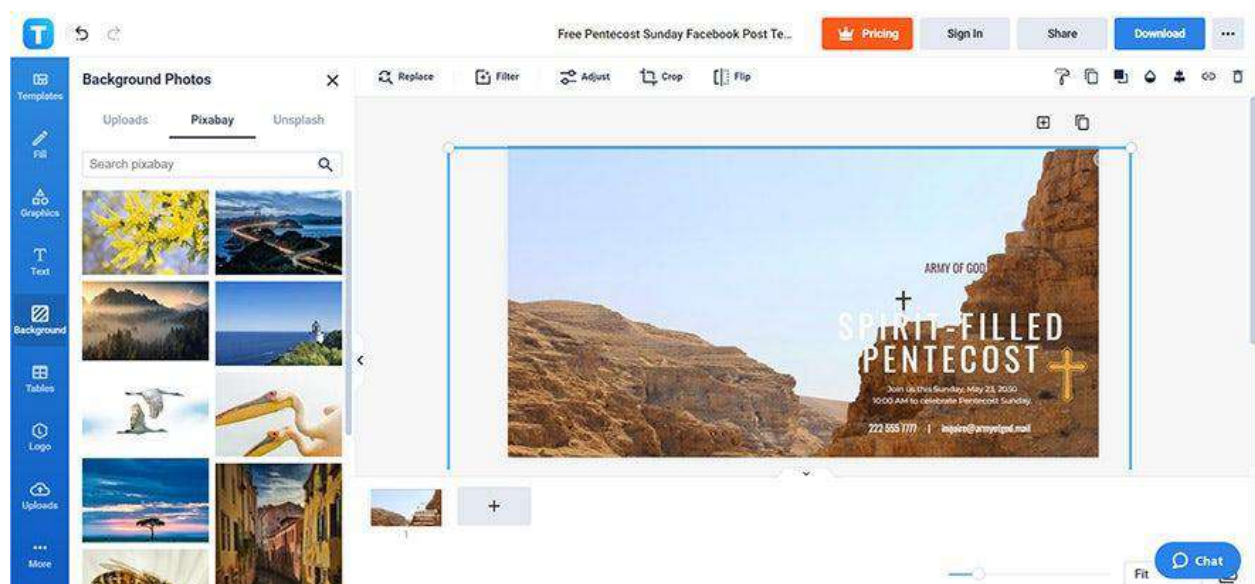 T
Free Pentecost Sunday Facebook Post Te...
Pricing
Sign In
Share
Download
Templates
Fill
Graphics
Text
Background
Tables
Logo
Uploads
More
Background Photos
Uploads
Pixabay
Unsplash
Search pixabay
Replace
Filter
Adjust
Crop
Flip
ARMY OF GOD
SPIRIT-FILLED
PENTECOST
Join us this Sunday, May 23, 2030
10:00 AM to celebrate Pentecost Sunday.
222 555 7777 | inquire@armyofgod.mail
1
Fit
Chat